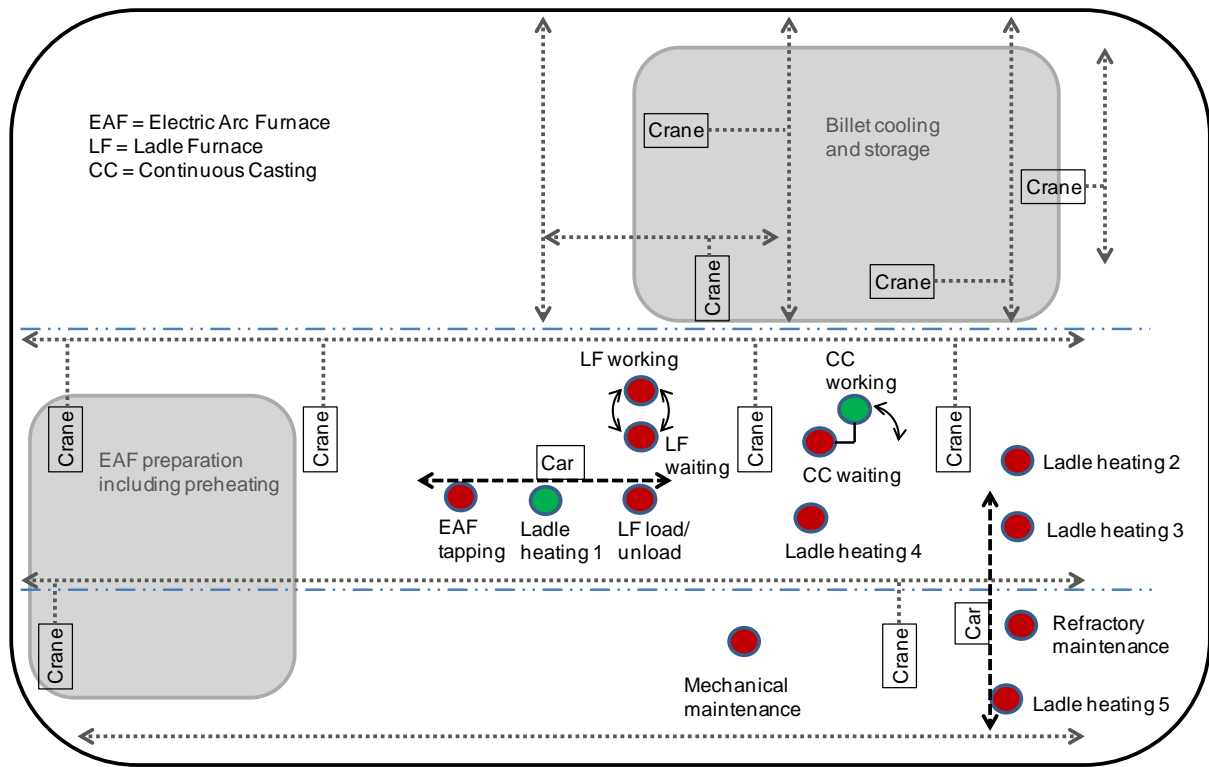 EAF = Electric Arc Furnace
LF = Ladle Furnace
CC = Continuous Casting
Crane
Billet cooling
and storage
Crane
Crane
Crane
LF working
CC
working
Crane
Crane
Crane
Crane
EAF preparation
including preheating
Car
LF
waiting
CC waiting
Ladle heating 2
EAF
tapping
Ladle
heating 1
LF load/
unload
Ladle heating 4
Ladle heating 3
Crane
Crane
Car
Refractory
maintenance
Mechanical
maintenance
Ladle heating 5